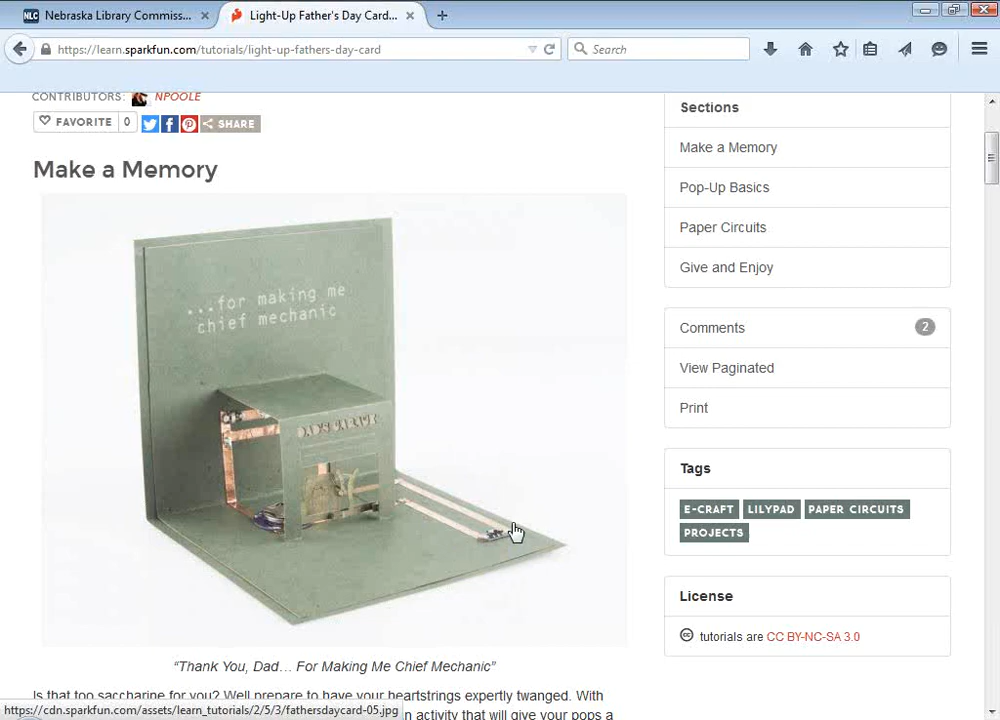 Nebraska Library Commiss...
Light-Up Father's Day Card...
https://learn.sparkfun.com/tutorials/light-up-fathers-day-card
Search
CONTRIBUTORS: NPOOLE
FAVORITE 0
SHARE
Make a Memory
...for making me
chief mechanic
DAD'S GARAGE
"Thank You, Dad… For Making Me Chief Mechanic"
Is that too saccharine for you? Well prepare to have your heartstrings expertly twanged. With
n activity that will give your pops a
https://cdn.sparkfun.com/assets/learn_tutorials/2/5/3/fathersdaycard-05.jpg
Sections
Make a Memory
Pop-Up Basics
Paper Circuits
Give and Enjoy
Comments 2
View Paginated
Print
Tags
E-CRAFT LILYPAD PAPER CIRCUITS
PROJECTS
License
cc tutorials are CC BY-NC-SA 3.0